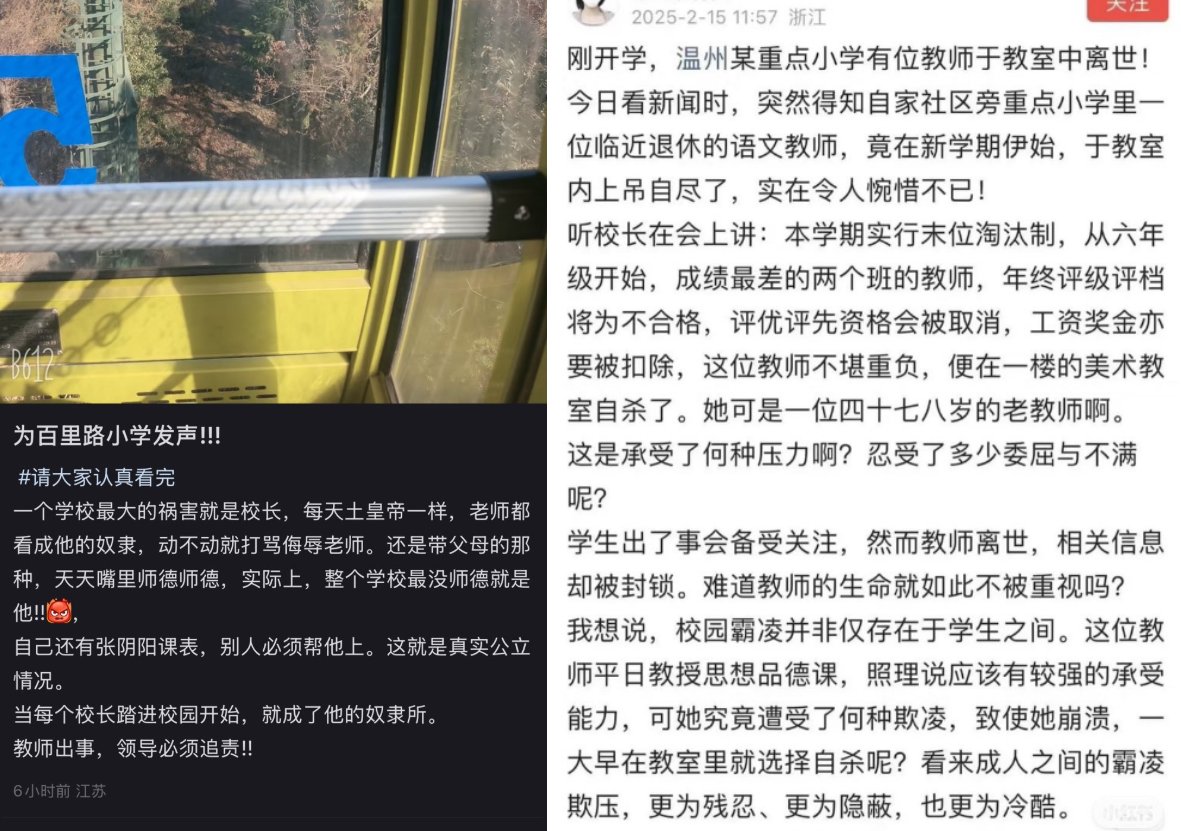 5
B612
为百里路小学发声!!!
#请大家认真看完
一个学校最大的祸害就是校长，每天土皇帝一样，老师都
看成他的奴隶，动不动就打骂侮辱老师。还是带父母的那
种，天天嘴里师德师德，实际上，整个学校最没师德就是
他!!👹,
自己还有张阴阳课表，别人必须帮他上。这就是真实公立
情况。
当每个校长踏进校园开始，就成了他的奴隶所。
教师出事，领导必须追责!!
6小时前 江苏
2025-2-15 11:57 浙江
关注
刚开学，温州某重点小学有位教师于教室中离世！
今日看新闻时，突然得知自家社区旁重点小学里一
位临近退休的语文教师，竟在新学期伊始，于教室
内上吊自尽了，实在令人惋惜不已！
听校长在会上讲：本学期实行末位淘汰制，从六年
级开始，成绩最差的两个班的教师，年终评级评档
将为不合格，评优评先资格会被取消，工资奖金亦
要被扣除，这位教师不堪重负，便在一楼的美术教
室自杀了。她可是一位四十七八岁的老教师啊。
这是承受了何种压力啊？忍受了多少委屈与不满
呢？
学生出了事会备受关注，然而教师离世，相关信息
却被封锁。难道教师的生命就如此不被重视吗？
我想说，校园霸凌并非仅存在于学生之间。这位教
师平日教授思想品德课，照理说应该有较强的承受
能力，可她究竟遭受了何种欺凌，致使她崩溃，一
大早在教室里就选择自杀呢？看来成人之间的霸凌
欺压，更为残忍、更为隐蔽，也更为冷酷。
小红书